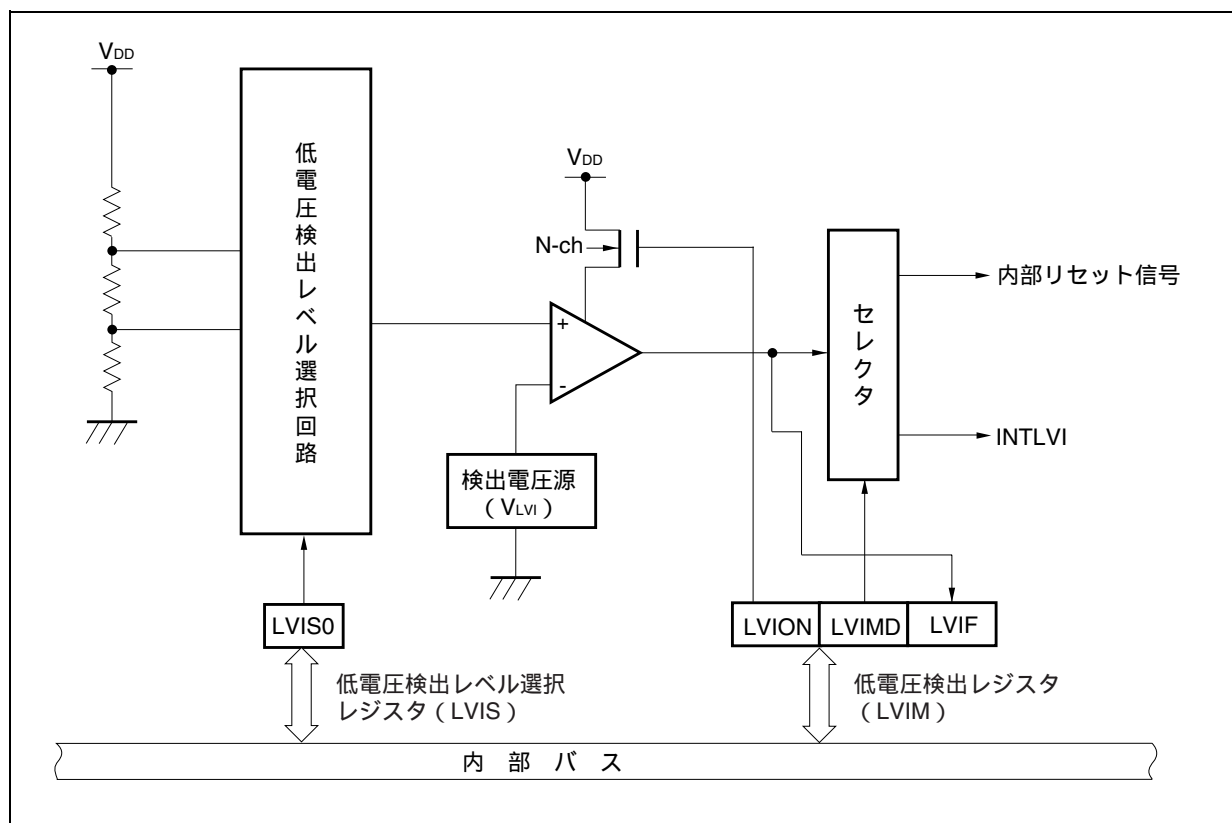 VDD
低電圧検出レベル選択回路
VDD
N-ch
+
-
検出電圧源
（VLVI）
セレクタ
内部リセット信号
INTLVI
LVIS0
LVION LVIMD LVIF
低電圧検出レベル選択
レジスタ（LVIS）
低電圧検出レジスタ
（LVIM）
内 部 バ ス